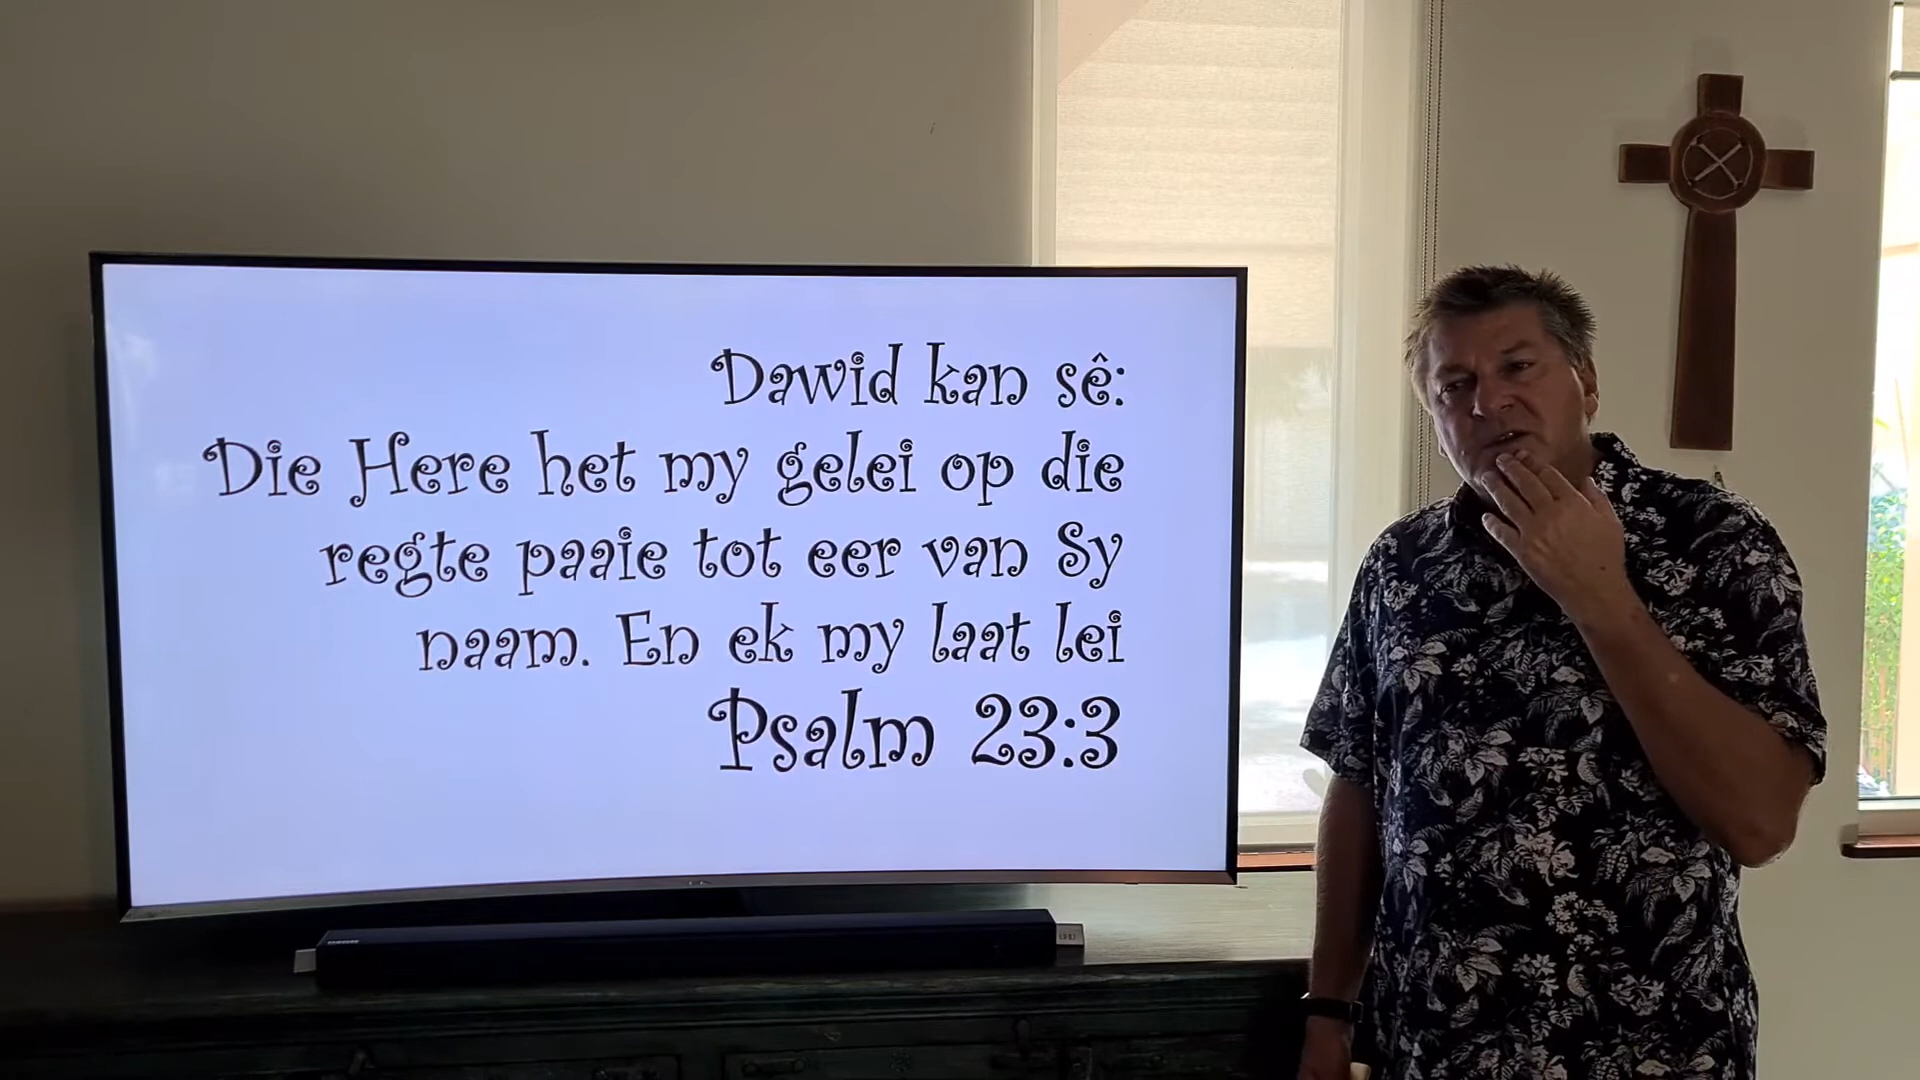 Dawid kan sê:
Die Here het my gelei op die
regte paaie tot eer van Sy
naam. En ek my laat lei
Psalm 23:3